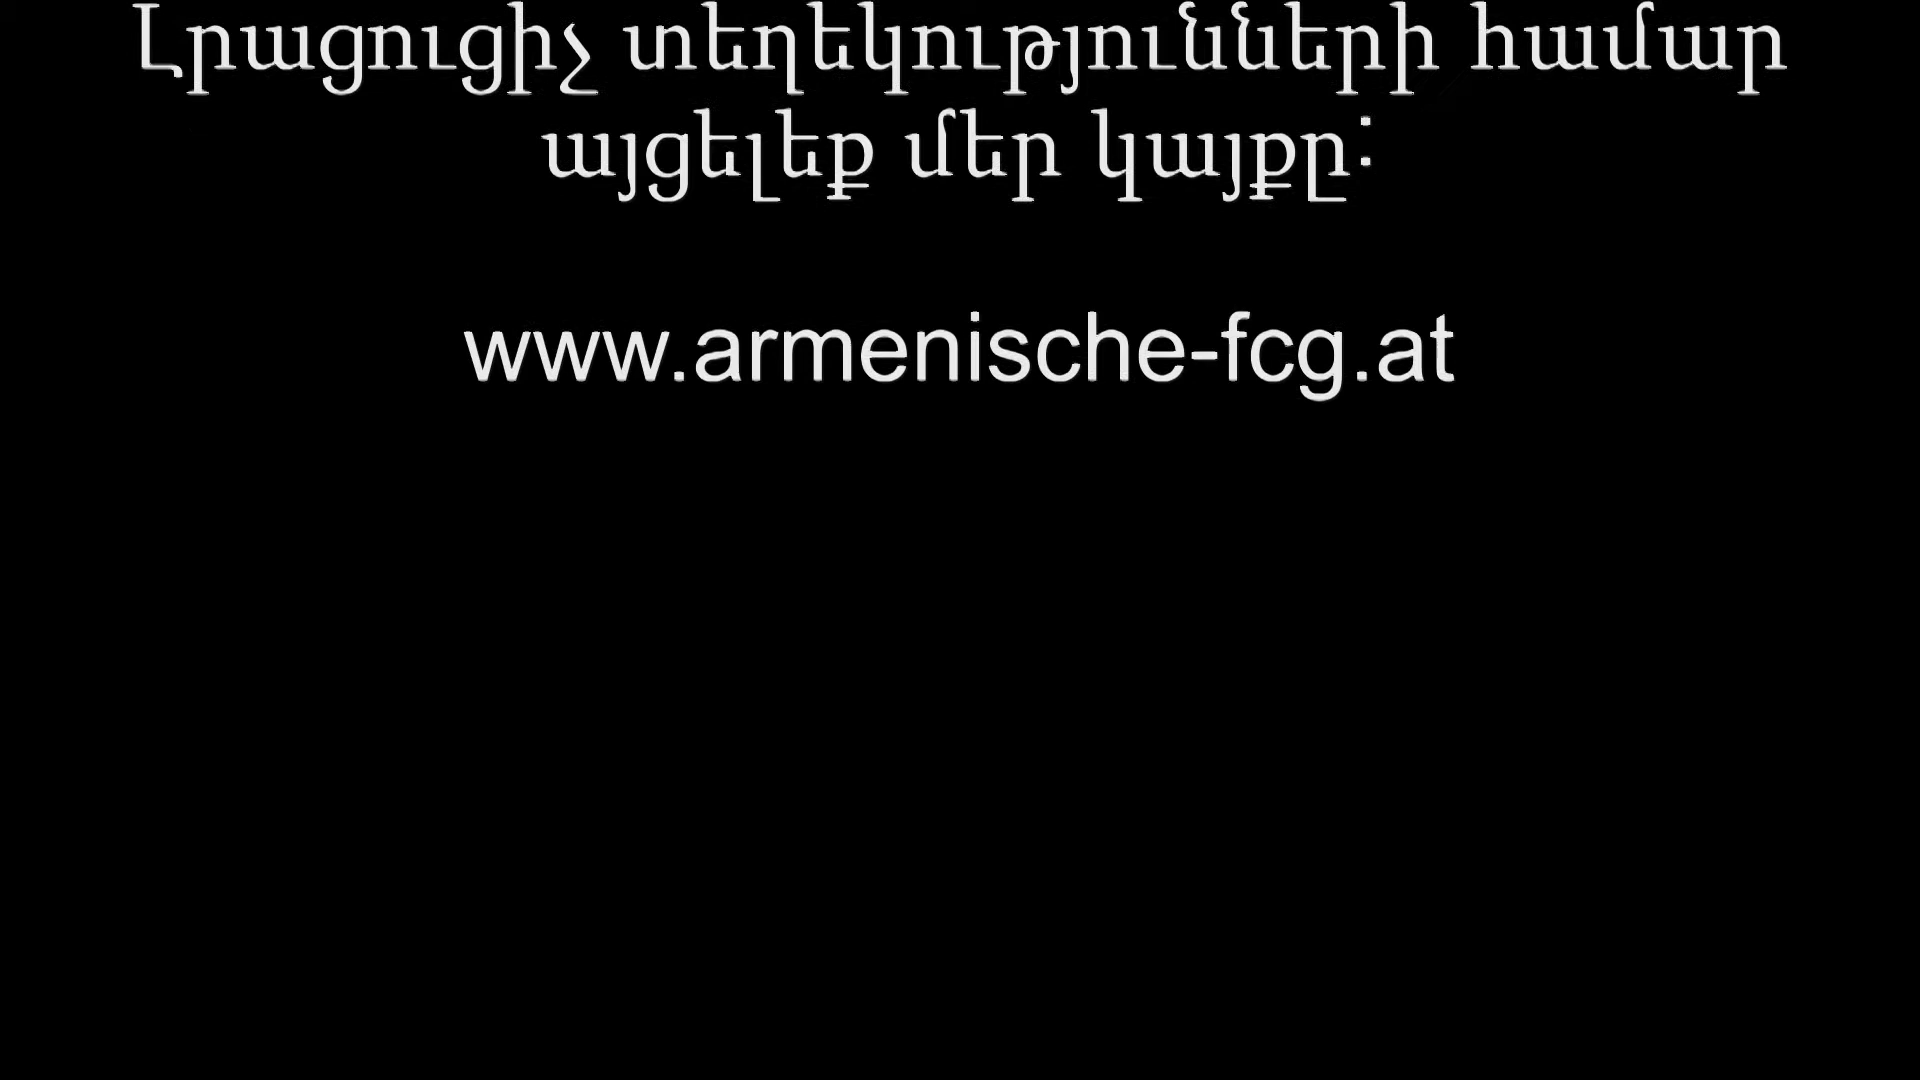 Լրացուցիչ տեղեկությունների համար
այցելեք մեր կայքը:
www.armenische-fcg.at